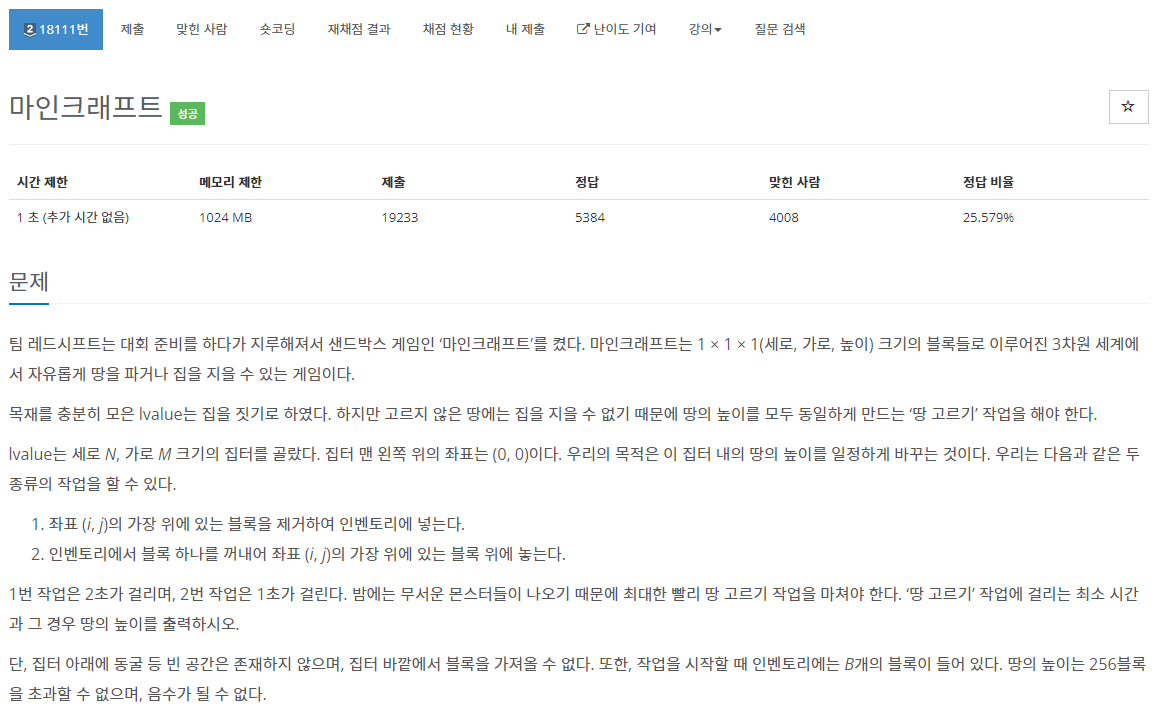 2 18111번 제출 맞힌 사람 숏코딩 재채점 결과 채점 현황 내 제출 난이도 기여 강의 질문 검색
마인크래프트 성공
시간 제한 메모리 제한 제출 정답 맞힌 사람 정답 비율
1 초 (추가 시간 없음) 1024 MB 19233 5384 4008 25.579%
문제
팀 레드시프트는 대회 준비를 하다가 지루해져서 샌드박스 게임인 ‘마인크래프트’를 켰다. 마인크래프트는 1 × 1 × 1(세로, 가로, 높이) 크기의 블록들로 이루어진 3차원 세계에
서 자유롭게 땅을 파거나 집을 지을 수 있는 게임이다.
목재를 충분히 모은 lvalue는 집을 짓기로 하였다. 하지만 고르지 않은 땅에는 집을 지을 수 없기 때문에 땅의 높이를 모두 동일하게 만드는 ‘땅 고르기’ 작업을 해야 한다.
lvalue는 세로 N, 가로 M 크기의 집터를 골랐다. 집터 맨 왼쪽 위의 좌표는 (0, 0)이다. 우리의 목적은 이 집터 내의 땅의 높이를 일정하게 바꾸는 것이다. 우리는 다음과 같은 두
종류의 작업을 할 수 있다.
1. 좌표 (i, j)의 가장 위에 있는 블록을 제거하여 인벤토리에 넣는다.
2. 인벤토리에서 블록 하나를 꺼내어 좌표 (i, j)의 가장 위에 있는 블록 위에 놓는다.
1번 작업은 2초가 걸리며, 2번 작업은 1초가 걸린다. 밤에는 무서운 몬스터들이 나오기 때문에 최대한 빨리 땅 고르기 작업을 마쳐야 한다. ‘땅 고르기’ 작업에 걸리는 최소 시간
과 그 경우 땅의 높이를 출력하시오.
단, 집터 아래에 동굴 등 빈 공간은 존재하지 않으며, 집터 바깥에서 블록을 가져올 수 없다. 또한, 작업을 시작할 때 인벤토리에는 B개의 블록이 들어 있다. 땅의 높이는 256블록
을 초과할 수 없으며, 음수가 될 수 없다.